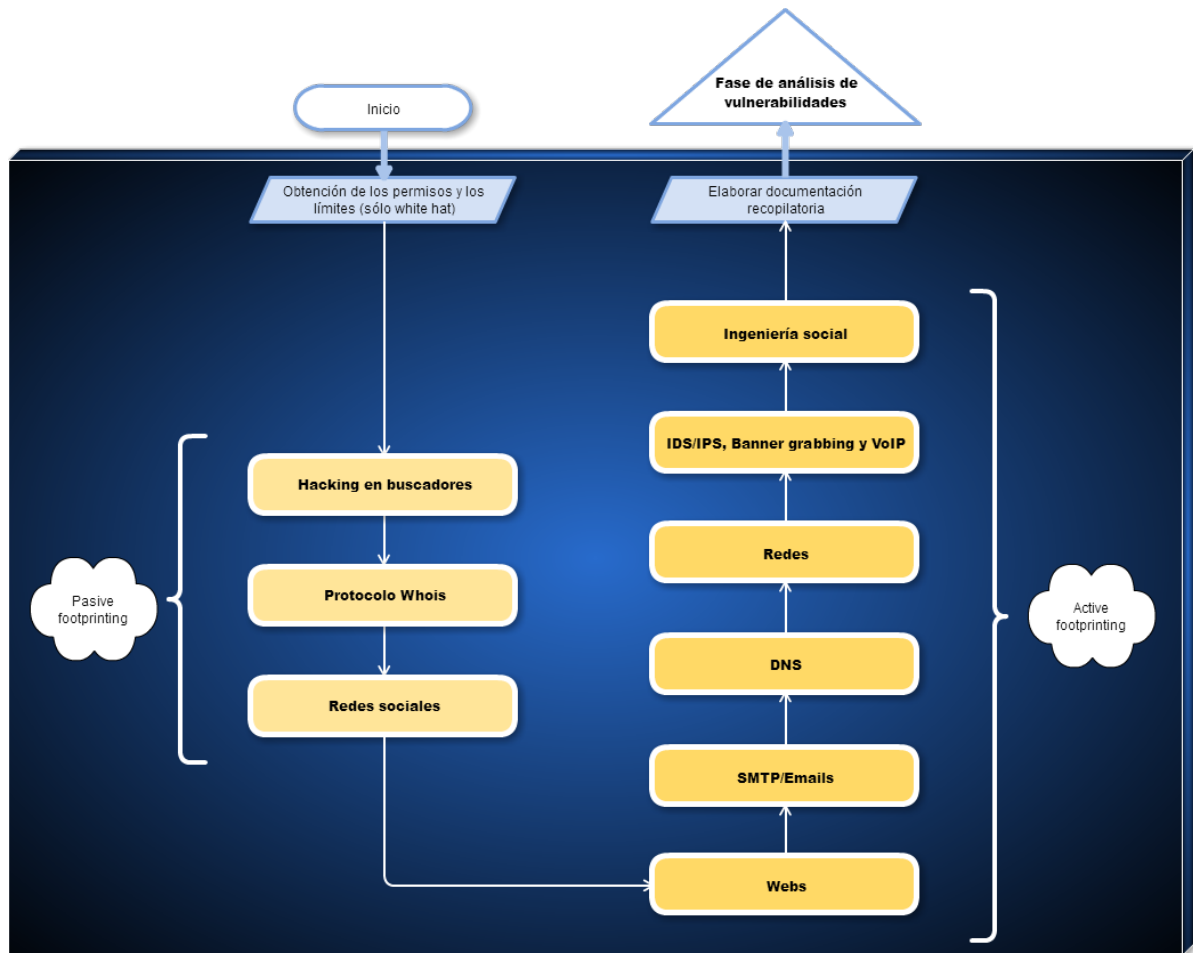 Inicio
Obtención de los permisos y los
límites (sólo white hat)
Pasive
footprinting
Hacking en buscadores
Protocolo Whois
Redes sociales
Webs
SMTP/Emails
DNS
Redes
IDS/IPS, Banner grabbing y VoIP
Ingeniería social
Active
footprinting
Elaborar documentación
recopilatoria
Fase de análisis de
vulnerabilidades